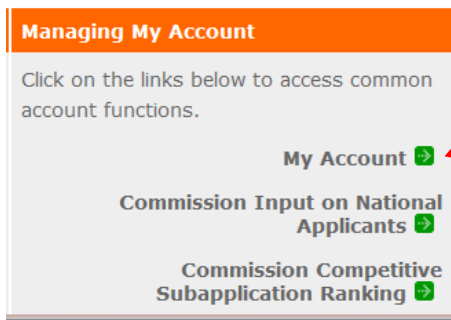 Managing My Account
Click on the links below to access common
account functions.
My Account
Commission Input on National
Applicants
Commission Competitive
Subapplication Ranking